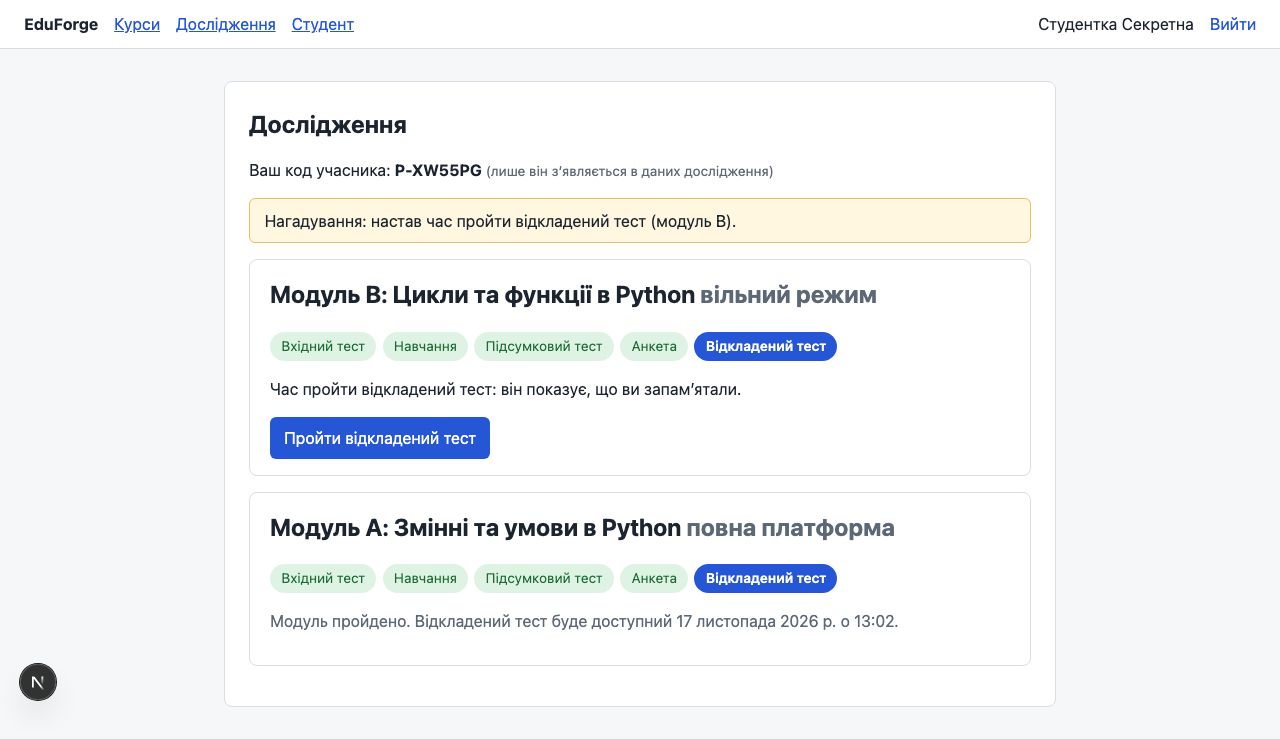 EduForge Курси Дослідження Студент Студентка Секретна Вийти
Дослідження
Ваш код учасника: P-XW55PG (лише він з’являється в даних дослідження)
Нагадування: настав час пройти відкладений тест (модуль B).
Модуль B: Цикли та функції в Python вільний режим
Вхідний тест Навчання Підсумковий тест Анкета Відкладений тест
Час пройти відкладений тест: він показує, що ви запам’ятали.
Пройти відкладений тест
Модуль A: Змінні та умови в Python повна платформа
Вхідний тест Навчання Підсумковий тест Анкета Відкладений тест
Модуль пройдено. Відкладений тест буде доступний 17 листопада 2026 р. о 13:02.
N